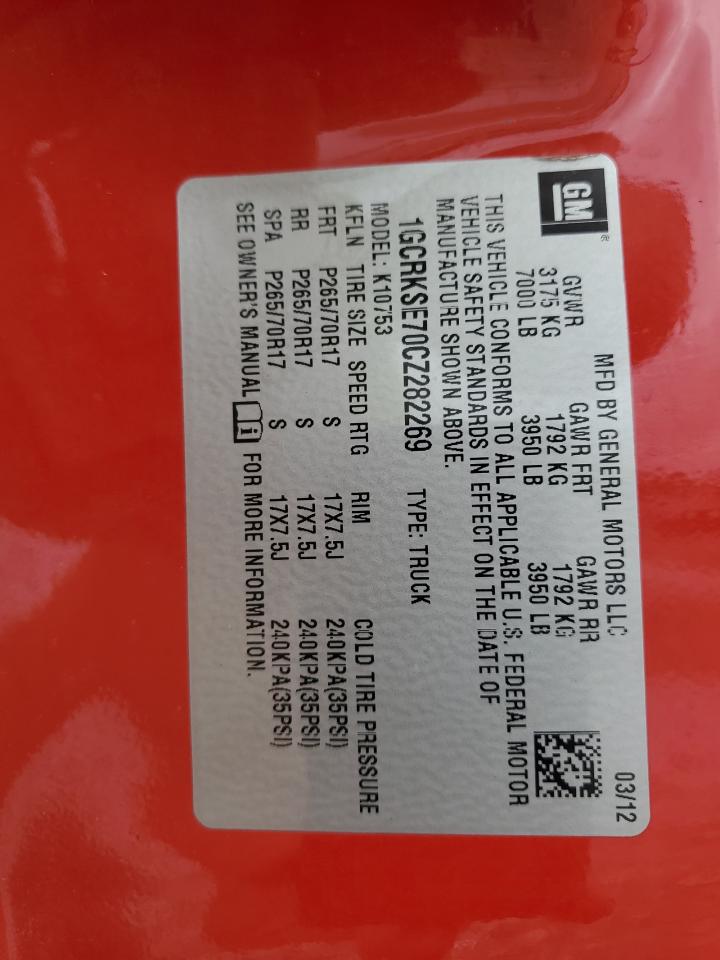 GM®
MFD BY GENERAL MOTORS LLC 03/12
GVWR GAWR FRT GAWR RR
3175 KG 1792 KG 1792 KG
7000 LB 3950 LB 3950 LB
THIS VEHICLE CONFORMS TO ALL APPLICABLE U.S. FEDERAL MOTOR
VEHICLE SAFETY STANDARDS IN EFFECT ON THE DATE OF
MANUFACTURE SHOWN ABOVE.
1GCRKSE70CZ282269 TYPE: TRUCK
MODEL: K10753
KFLN TIRE SIZE SPEED RTG RIM COLD TIRE PRESSURE
FRT P265/70R17 S 17X7.5J 240KPA(35PSI)
RR P265/70R17 S 17X7.5J 240KPA(35PSI)
SPA P265/70R17 S 17X7.5J 240KPA(35PSI)
SEE OWNER'S MANUAL i FOR MORE INFORMATION.